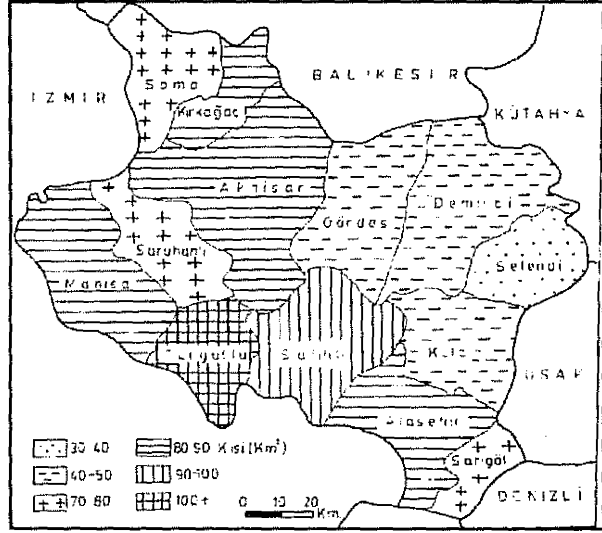 BALIKESİR
İZMİR
KÜTAHYA
Soma
Kırkağaç
Akhisar
Gördes
Demirci
Saruhanlı
Selendi
Manisa
Turgutlu
Salihli
Kula
UŞAK
Alaşehir
Sarıgöl
DENİZLİ
30-40
40-50
70-80
80-90 Kişi (Km²)
90-100
100+
0 10 20
Km.